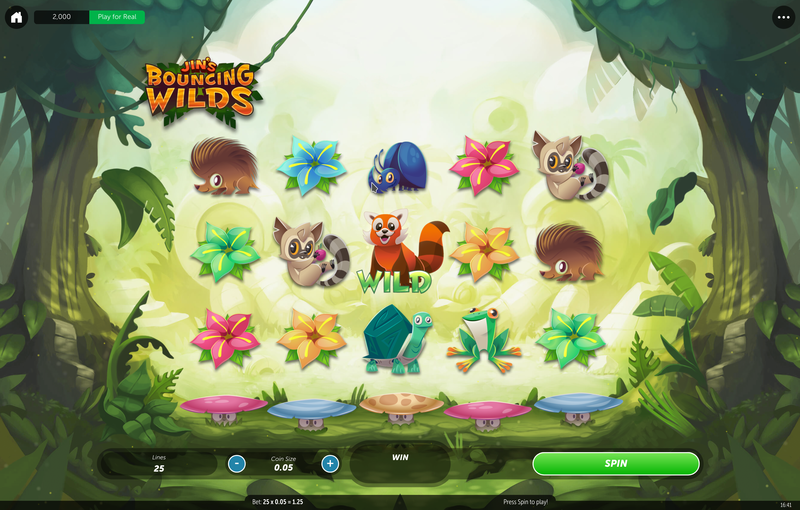 2,000
Play for Real
JIN'S
BOUNCING
WILDS
WILD
Lines
25
-
Coin Size
0.05
+
WIN
SPIN
Bet: 25 x 0.05 = 1.25
Press Spin to play!
16:41